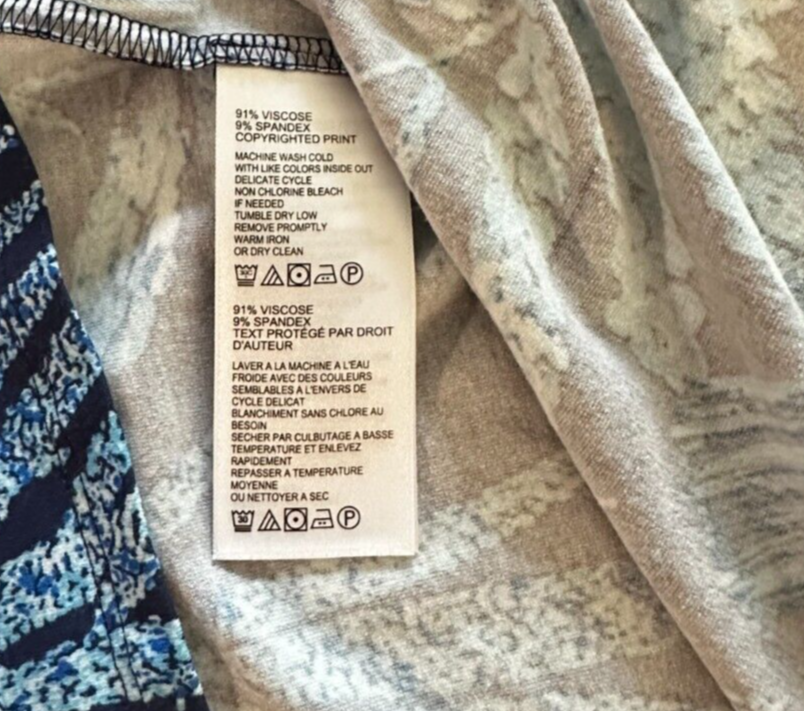 91% VISCOSE
9% SPANDEX
COPYRIGHTED PRINT
MACHINE WASH COLD
WITH LIKE COLORS INSIDE OUT
DELICATE CYCLE
NON CHLORINE BLEACH
IF NEEDED
TUMBLE DRY LOW
REMOVE PROMPTLY
WARM IRON
OR DRY CLEAN
30 P
91% VISCOSE
9% SPANDEX
TEXT PROTÉGÉ PAR DROIT
D'AUTEUR
LAVER A LA MACHINE A L'EAU
FROIDE AVEC DES COULEURS
SEMBLABLES A L'ENVERS DE
CYCLE DELICAT
BLANCHIMENT SANS CHLORE AU
BESOIN
SECHER PAR CULBUTAGE A BASSE
TEMPERATURE ET ENLEVEZ
RAPIDEMENT
REPASSER A TEMPERATURE
MOYENNE
OU NETTOYER A SEC
30 P